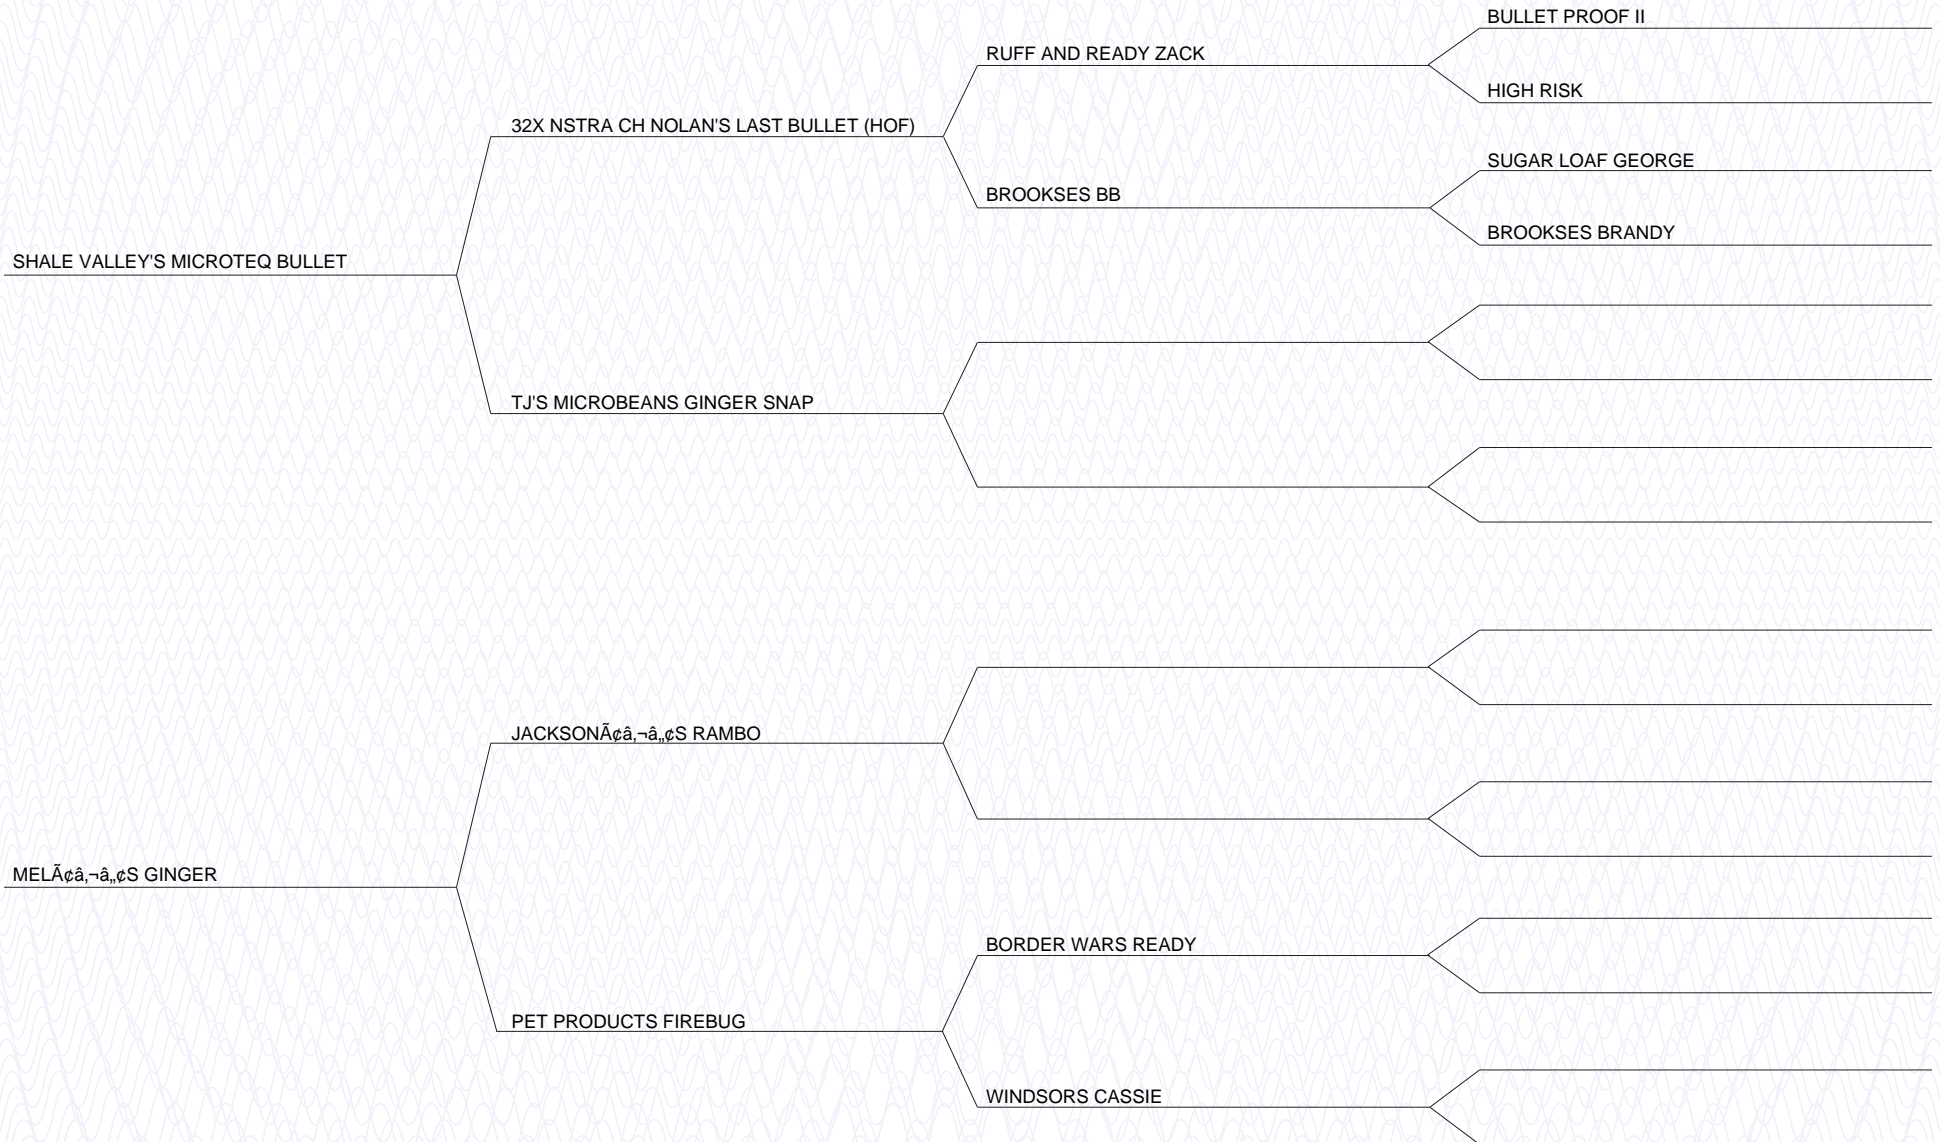 BULLET PROOF II
RUFF AND READY ZACK
HIGH RISK
32X NSTRA CH NOLAN'S LAST BULLET (HOF)
SUGAR LOAF GEORGE
BROOKSES BB
BROOKSES BRANDY
SHALE VALLEY'S MICROTEQ BULLET
TJ'S MICROBEANS GINGER SNAP
JACKSONÃ¢â‚¬â„¢S RAMBO
MELÃ¢â‚¬â„¢S GINGER
BORDER WARS READY
PET PRODUCTS FIREBUG
WINDSORS CASSIE